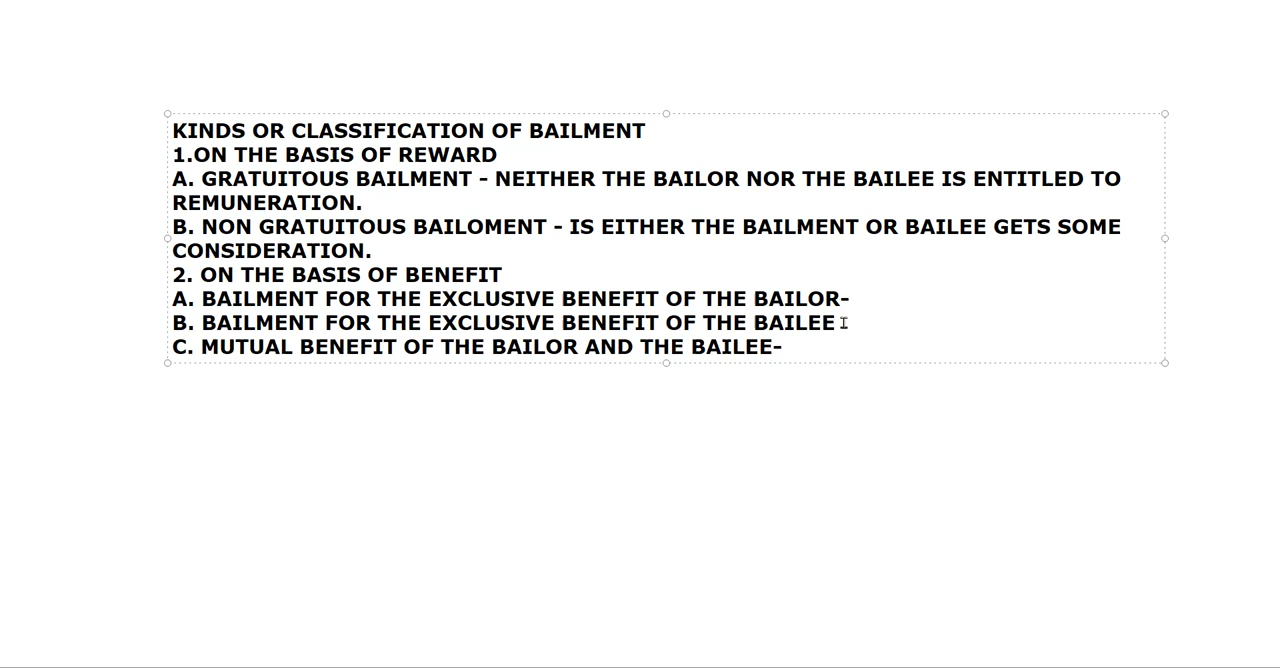 KINDS OR CLASSIFICATION OF BAILMENT
1.ON THE BASIS OF REWARD
A. GRATUITOUS BAILMENT - NEITHER THE BAILOR NOR THE BAILEE IS ENTITLED TO
REMUNERATION.
B. NON GRATUITOUS BAILOMENT - IS EITHER THE BAILMENT OR BAILEE GETS SOME
CONSIDERATION.
2. ON THE BASIS OF BENEFIT
A. BAILMENT FOR THE EXCLUSIVE BENEFIT OF THE BAILOR-
B. BAILMENT FOR THE EXCLUSIVE BENEFIT OF THE BAILEE
C. MUTUAL BENEFIT OF THE BAILOR AND THE BAILEE-